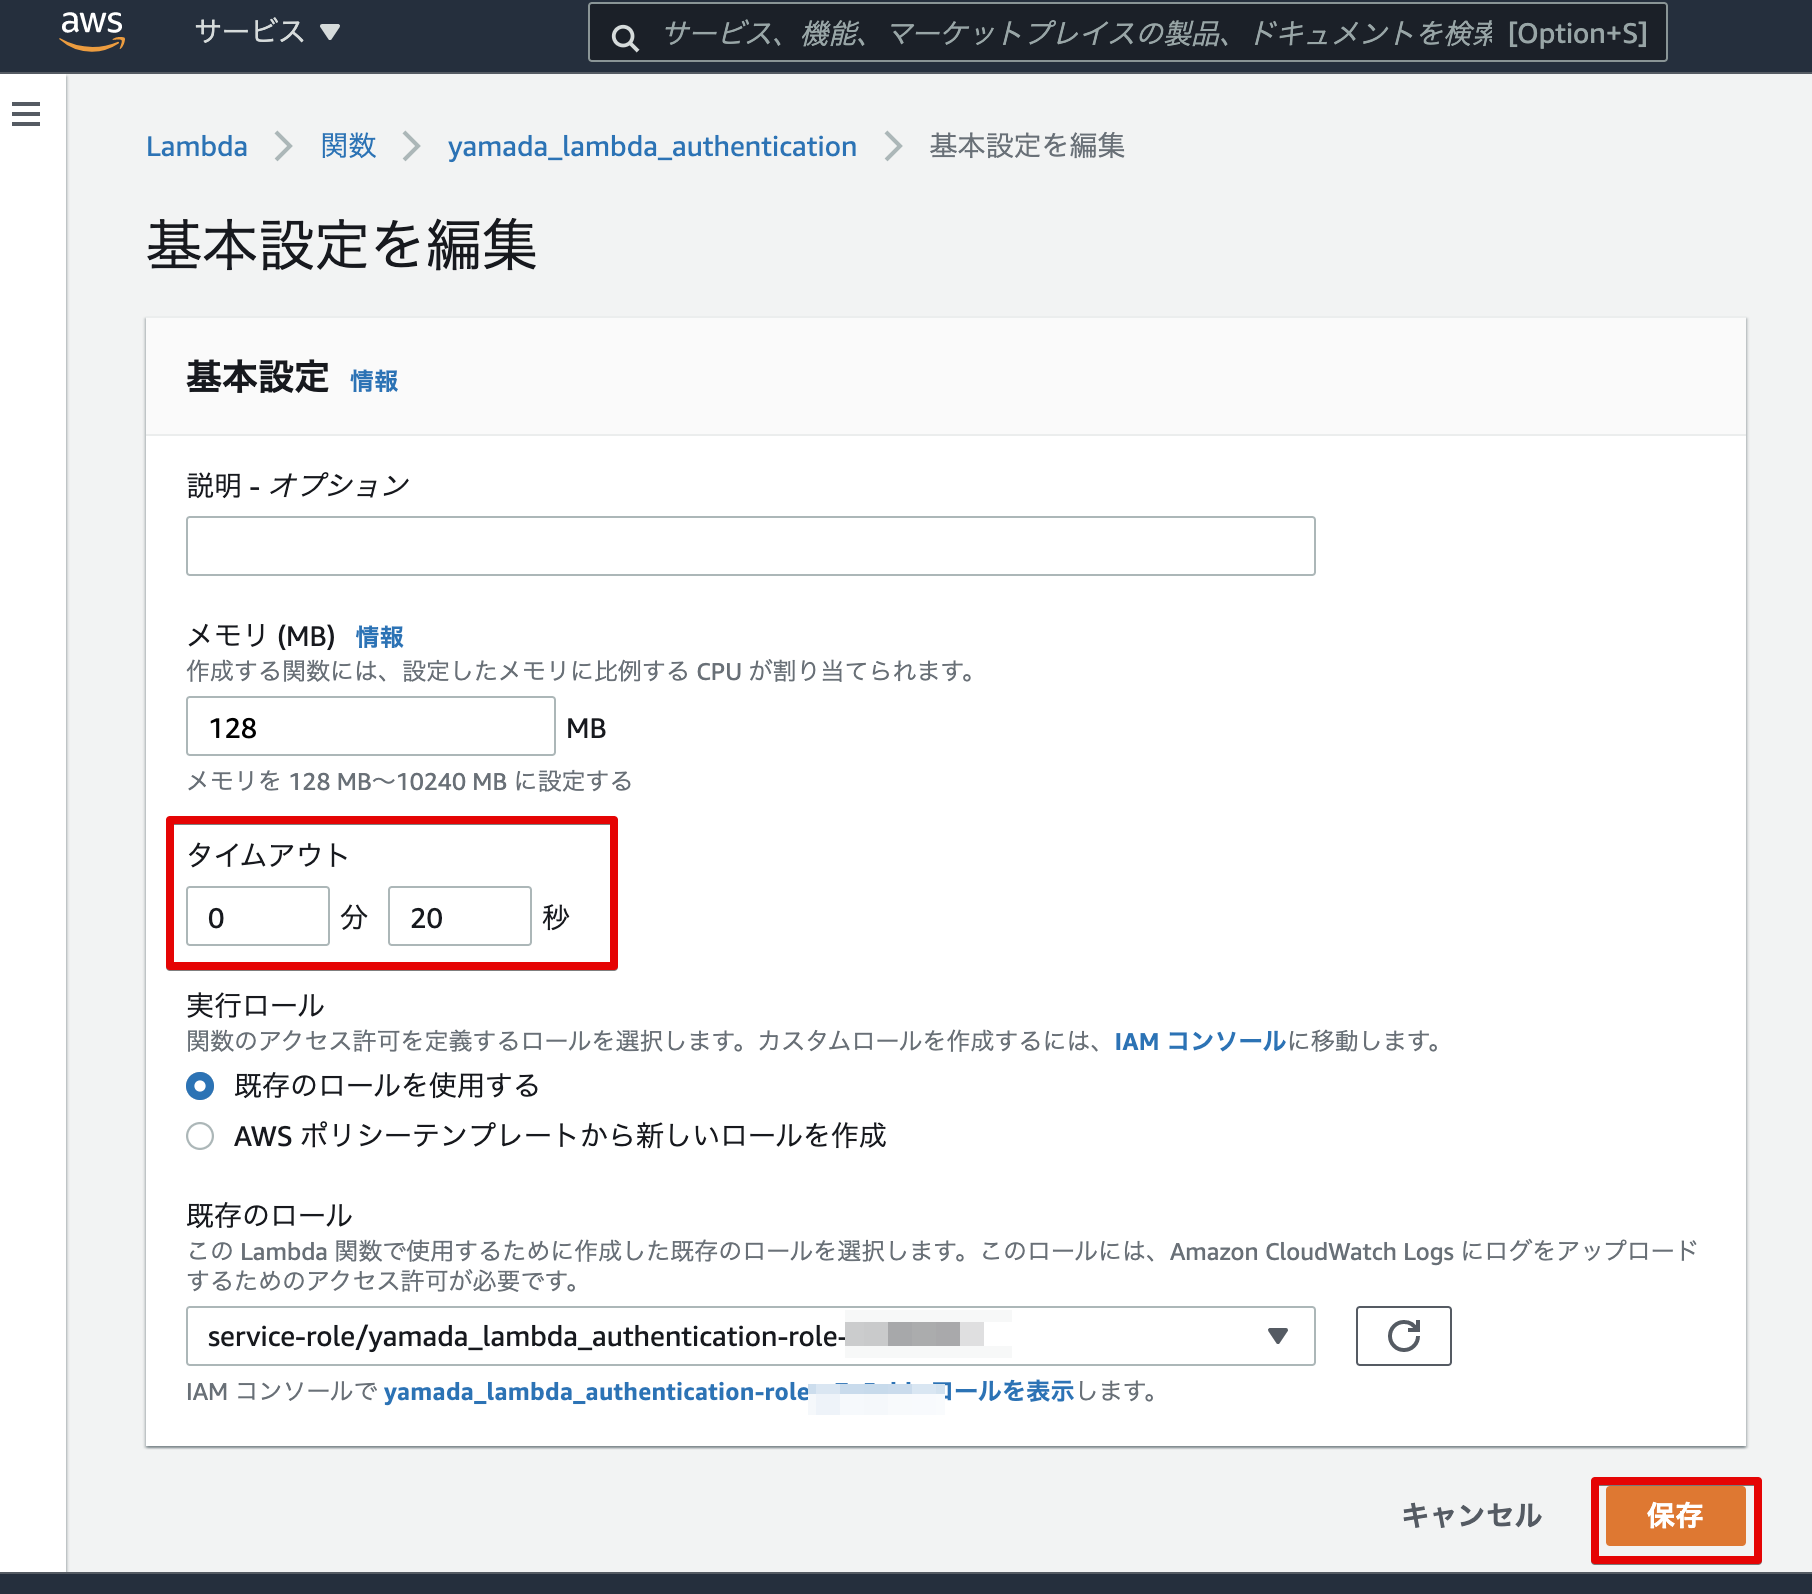 aws サービス ▼ サービス、機能、マーケットプレイスの製品、ドキュメントを検索 [Option+S]
Lambda > 関数 > yamada_lambda_authentication > 基本設定を編集
基本設定を編集
基本設定 情報
説明 - オプション
メモリ (MB) 情報
作成する関数には、設定したメモリに比例する CPU が割り当てられます。
128 MB
メモリを 128 MB～10240 MB に設定する
タイムアウト
0 分 20 秒
実行ロール
関数のアクセス許可を定義するロールを選択します。カスタムロールを作成するには、IAM コンソールに移動します。
既存のロールを使用する
AWS ポリシーテンプレートから新しいロールを作成
既存のロール
この Lambda 関数で使用するために作成した既存のロールを選択します。このロールには、Amazon CloudWatch Logs にログをアップロード
するためのアクセス許可が必要です。
service-role/yamada_lambda_authentication-role-
IAM コンソールで yamada_lambda_authentication-role ロールを表示します。
キャンセル 保存